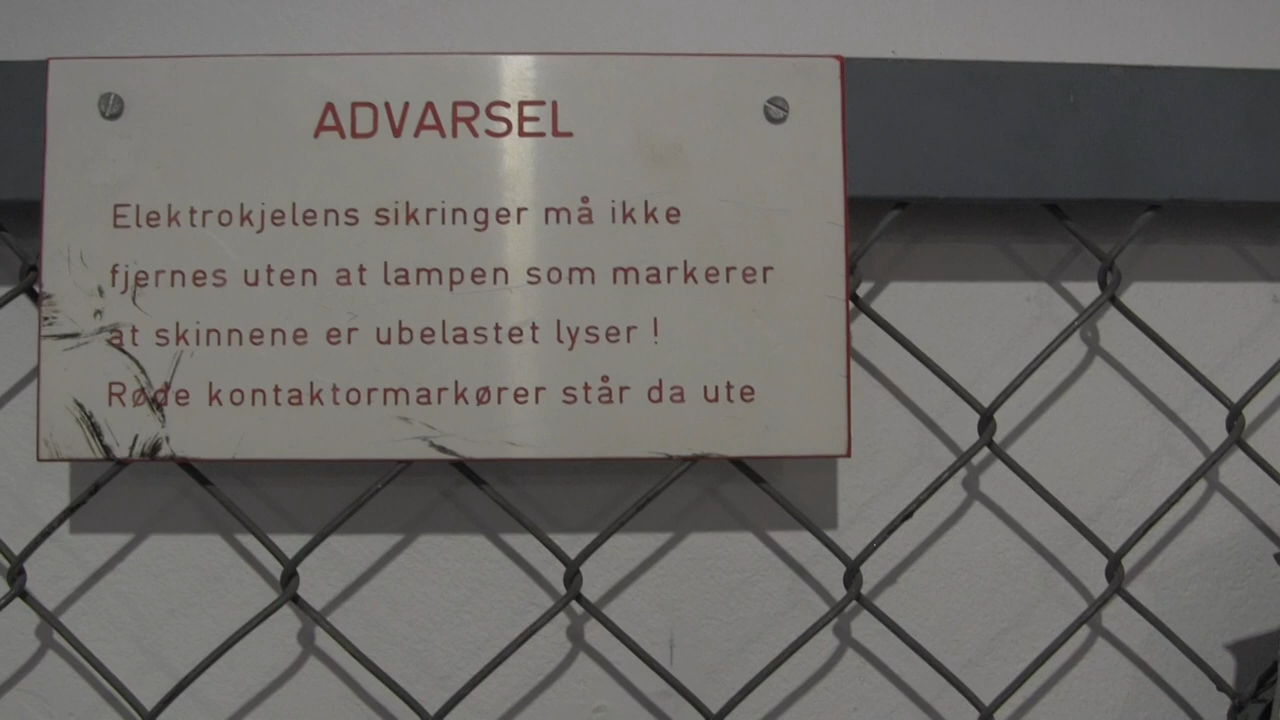 ADVARSEL
Elektrokjelens sikringer må ikke
fjernes uten at lampen som markerer
at skinnene er ubelastet lyser !
Røde kontaktormarkører står da ute